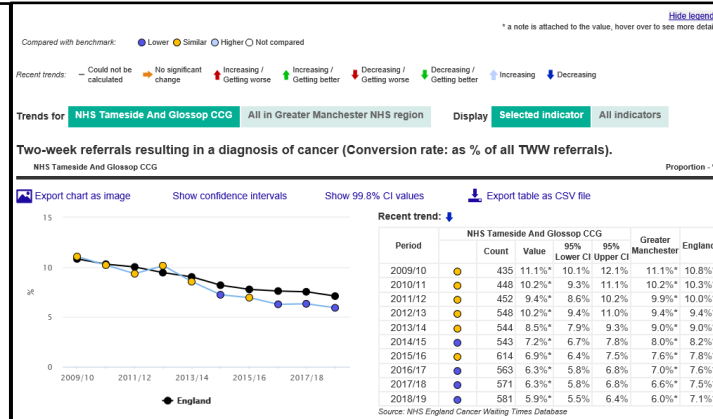 Hide legend
* a note is attached to the value, hover over to see more detai
Compared with benchmark: Lower Similar Higher Not compared
Recent trends: – Could not be calculated No significant change Increasing / Getting worse Increasing / Getting better Decreasing / Getting worse Decreasing / Getting better Increasing Decreasing
Trends for NHS Tameside And Glossop CCG All in Greater Manchester NHS region Display Selected indicator All indicators
Two-week referrals resulting in a diagnosis of cancer (Conversion rate: as % of all TWW referrals).
NHS Tameside And Glossop CCG Proportion - %
Export chart as image Show confidence intervals Show 99.8% CI values Export table as CSV file
15
10
%
5
0
2009/10 2011/12 2013/14 2015/16 2017/18
England
Recent trend:
NHS Tameside And Glossop CCG
Period Count Value 95% Lower CI 95% Upper CI Greater Manchester England
2009/10 435 11.1%* 10.1% 12.1% 11.1%* 10.8%*
2010/11 448 10.2%* 9.3% 11.1% 10.2%* 10.3%*
2011/12 452 9.4%* 8.6% 10.2% 9.9%* 10.0%*
2012/13 548 10.2%* 9.4% 11.0% 9.4%* 9.4%*
2013/14 544 8.5%* 7.9% 9.3% 9.0%* 9.0%*
2014/15 543 7.2%* 6.7% 7.8% 8.0%* 8.2%*
2015/16 614 6.9%* 6.4% 7.5% 7.6%* 7.8%*
2016/17 563 6.3%* 5.8% 6.8% 7.0%* 7.6%*
2017/18 571 6.3%* 5.8% 6.8% 6.6%* 7.5%*
2018/19 581 5.9%* 5.5% 6.4% 6.0%* 7.1%*
Source: NHS England Cancer Waiting Times Database